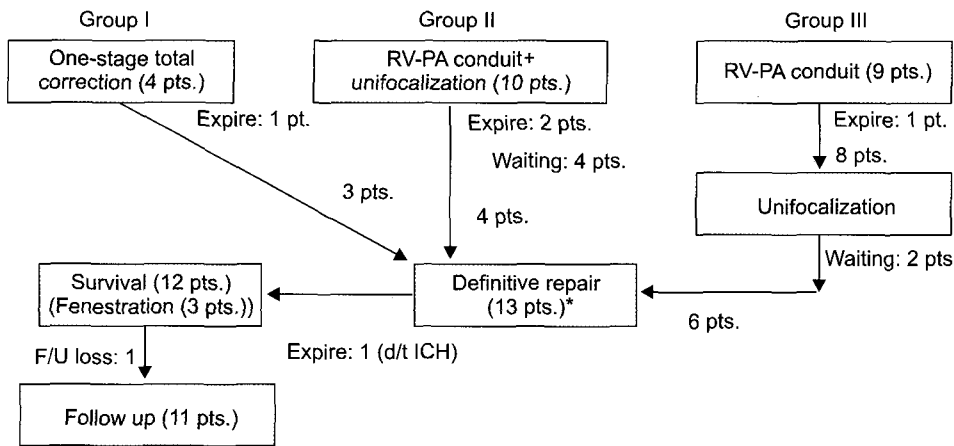 Group I
Group II
Group III
One-stage total
correction (4 pts.)
RV-PA conduit+
unifocalization (10 pts.)
RV-PA conduit (9 pts.)
Expire: 1 pt.
Expire: 2 pts.
Waiting: 4 pts.
Expire: 1 pt.
8 pts.
3 pts.
4 pts.
Unifocalization
Waiting: 2 pts
Survival (12 pts.)
(Fenestration (3 pts.))
Definitive repair
(13 pts.)*
6 pts.
F/U loss: 1
Expire: 1 (d/t ICH)
Follow up (11 pts.)